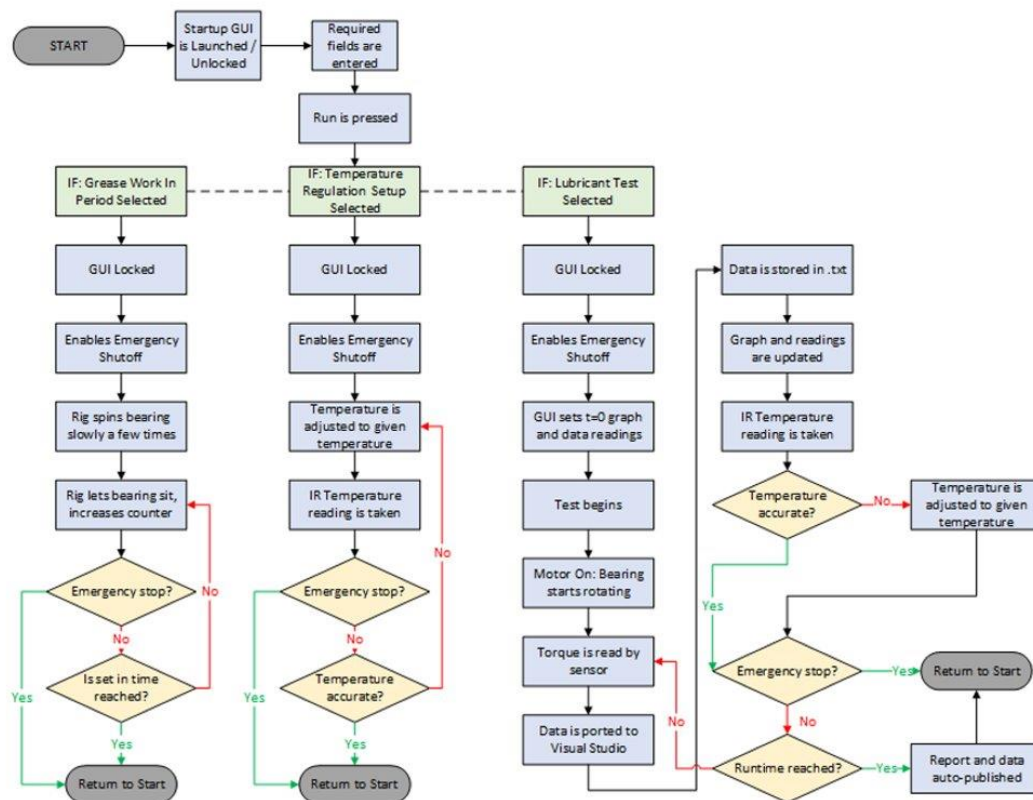 START
Startup GUI
is Launched /
Unlocked
Required
fields are
entered
Run is pressed
IF: Grease Work In
Period Selected
GUI Locked
Enables Emergency
Shutoff
Rig spins bearing
slowly a few times
Rig lets bearing sit,
increases counter
Emergency stop?
No
No
Is set in time
reached?
Yes
Yes
Return to Start
IF: Temperature
Regulation Setup
Selected
GUI Locked
Enables Emergency
Shutoff
Temperature is
adjusted to given
temperature
IR Temperature
reading is taken
No
Emergency stop?
No
Temperature
accurate?
Yes
Yes
Return to Start
IF: Lubricant Test
Selected
GUI Locked
Enables Emergency
Shutoff
GUI sets t=0 graph
and data readings
Test begins
Motor On: Bearing
starts rotating
Torque is read by
sensor
Data is ported to
Visual Studio
Data is stored in .txt
Graph and readings
are updated
IR Temperature
reading is taken
Temperature
accurate?
No
Temperature is
adjusted to given
temperature
Yes
Emergency stop?
Yes
Return to Start
No
No
Runtime reached?
Yes
Report and data
auto-published